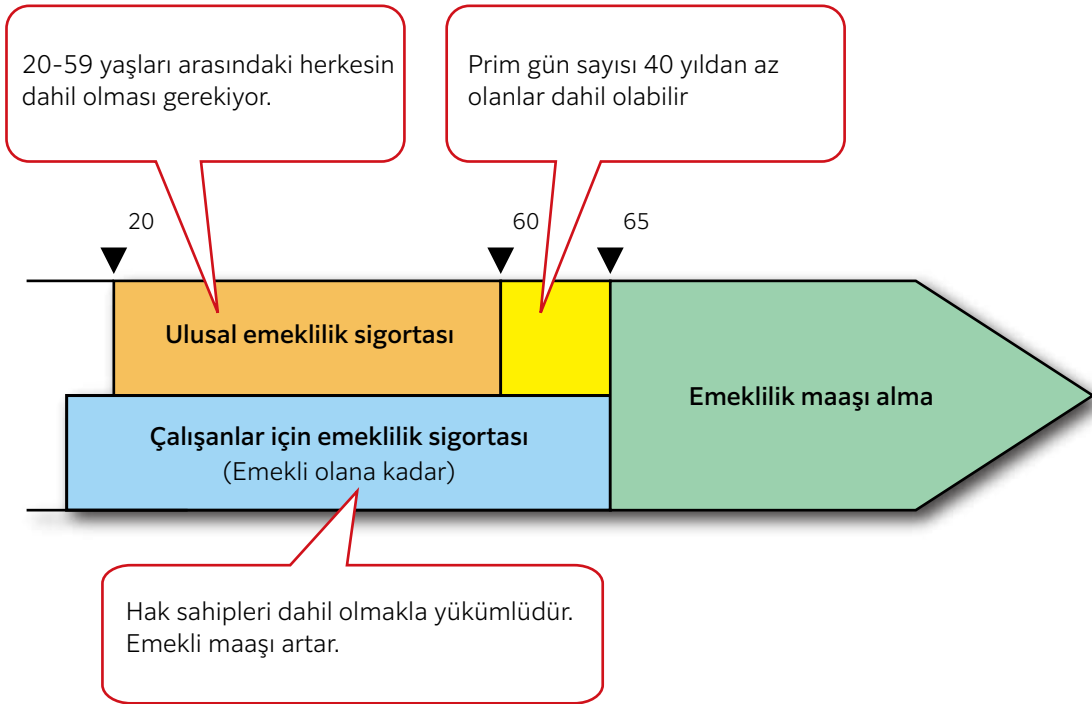 20-59 yaşları arasındaki herkesin
dahil olması gerekiyor.
Prim gün sayısı 40 yıldan az
olanlar dahil olabilir
20
60
65
Ulusal emeklilik sigortası
Emeklilik maaşı alma
Çalışanlar için emeklilik sigortası
(Emekli olana kadar)
Hak sahipleri dahil olmakla yükümlüdür.
Emekli maaşı artar.